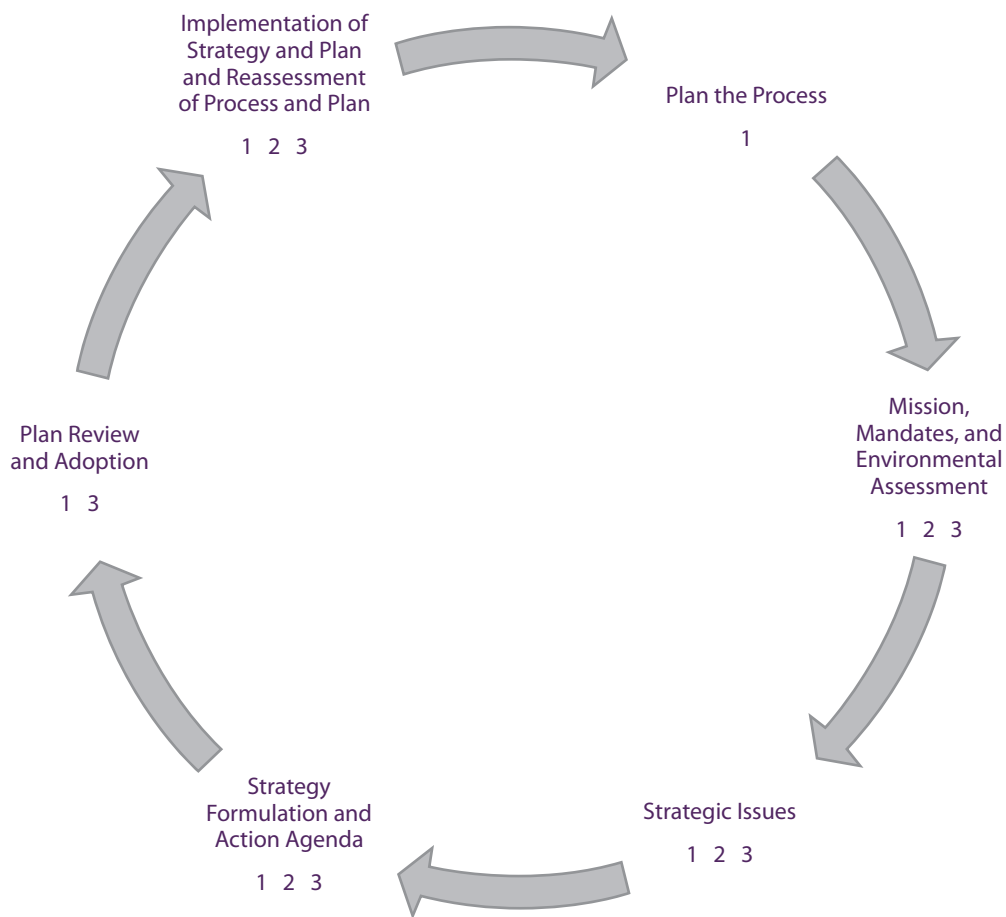 Implementation of
Strategy and Plan
and Reassessment
of Process and Plan
1 2 3
Plan the Process
1
Mission,
Mandates, and
Environmental
Assessment
1 2 3
Strategic Issues
1 2 3
Strategy
Formulation and
Action Agenda
1 2 3
Plan Review
and Adoption
1 3